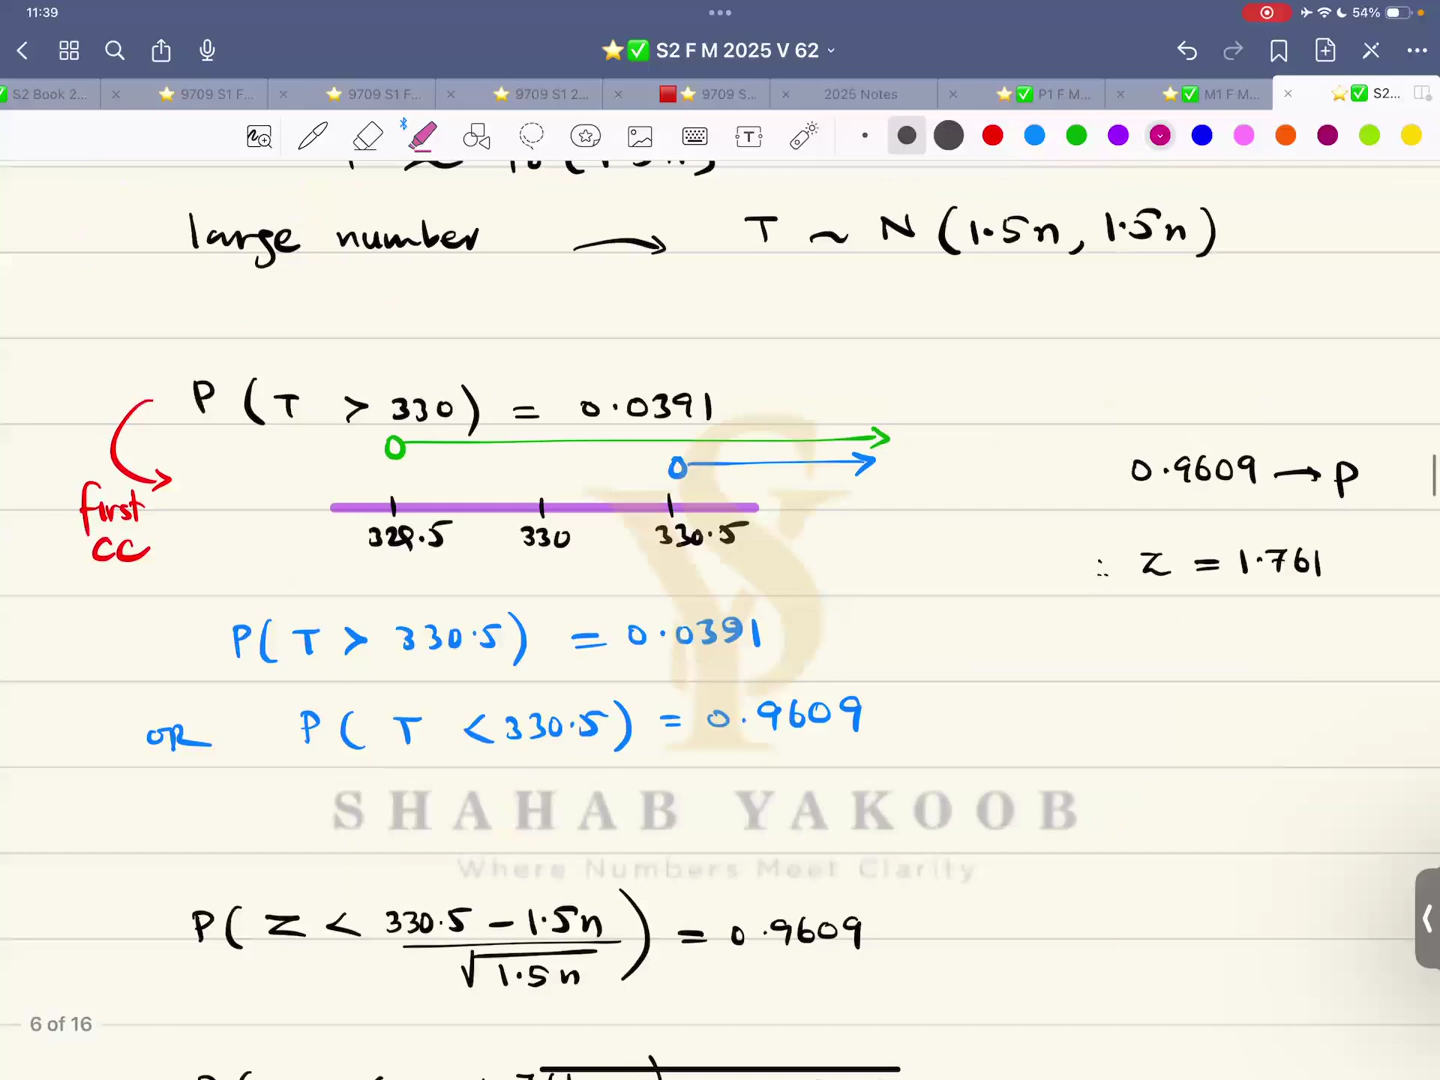 11:39
54%
S2 F M 2025 V 62
S2 Book 2...
9709 S1 F...
9709 S1 F...
9709 S1 2...
9709 S...
2025 Notes
P1 F M...
M1 F M...
S2...
large number → T ~ N (1.5n, 1.5n)
P (T > 330) = 0.0391
first
CC
329.5 330 330.5
0.9609 → P
∴ Z = 1.761
P( T > 330.5) = 0.0391
OR P( T < 330.5) = 0.9609
SHAHAB YAKOOB
Where Numbers Meet Clarity
P( Z < (330.5 - 1.5n)/√1.5n ) = 0.9609
6 of 16